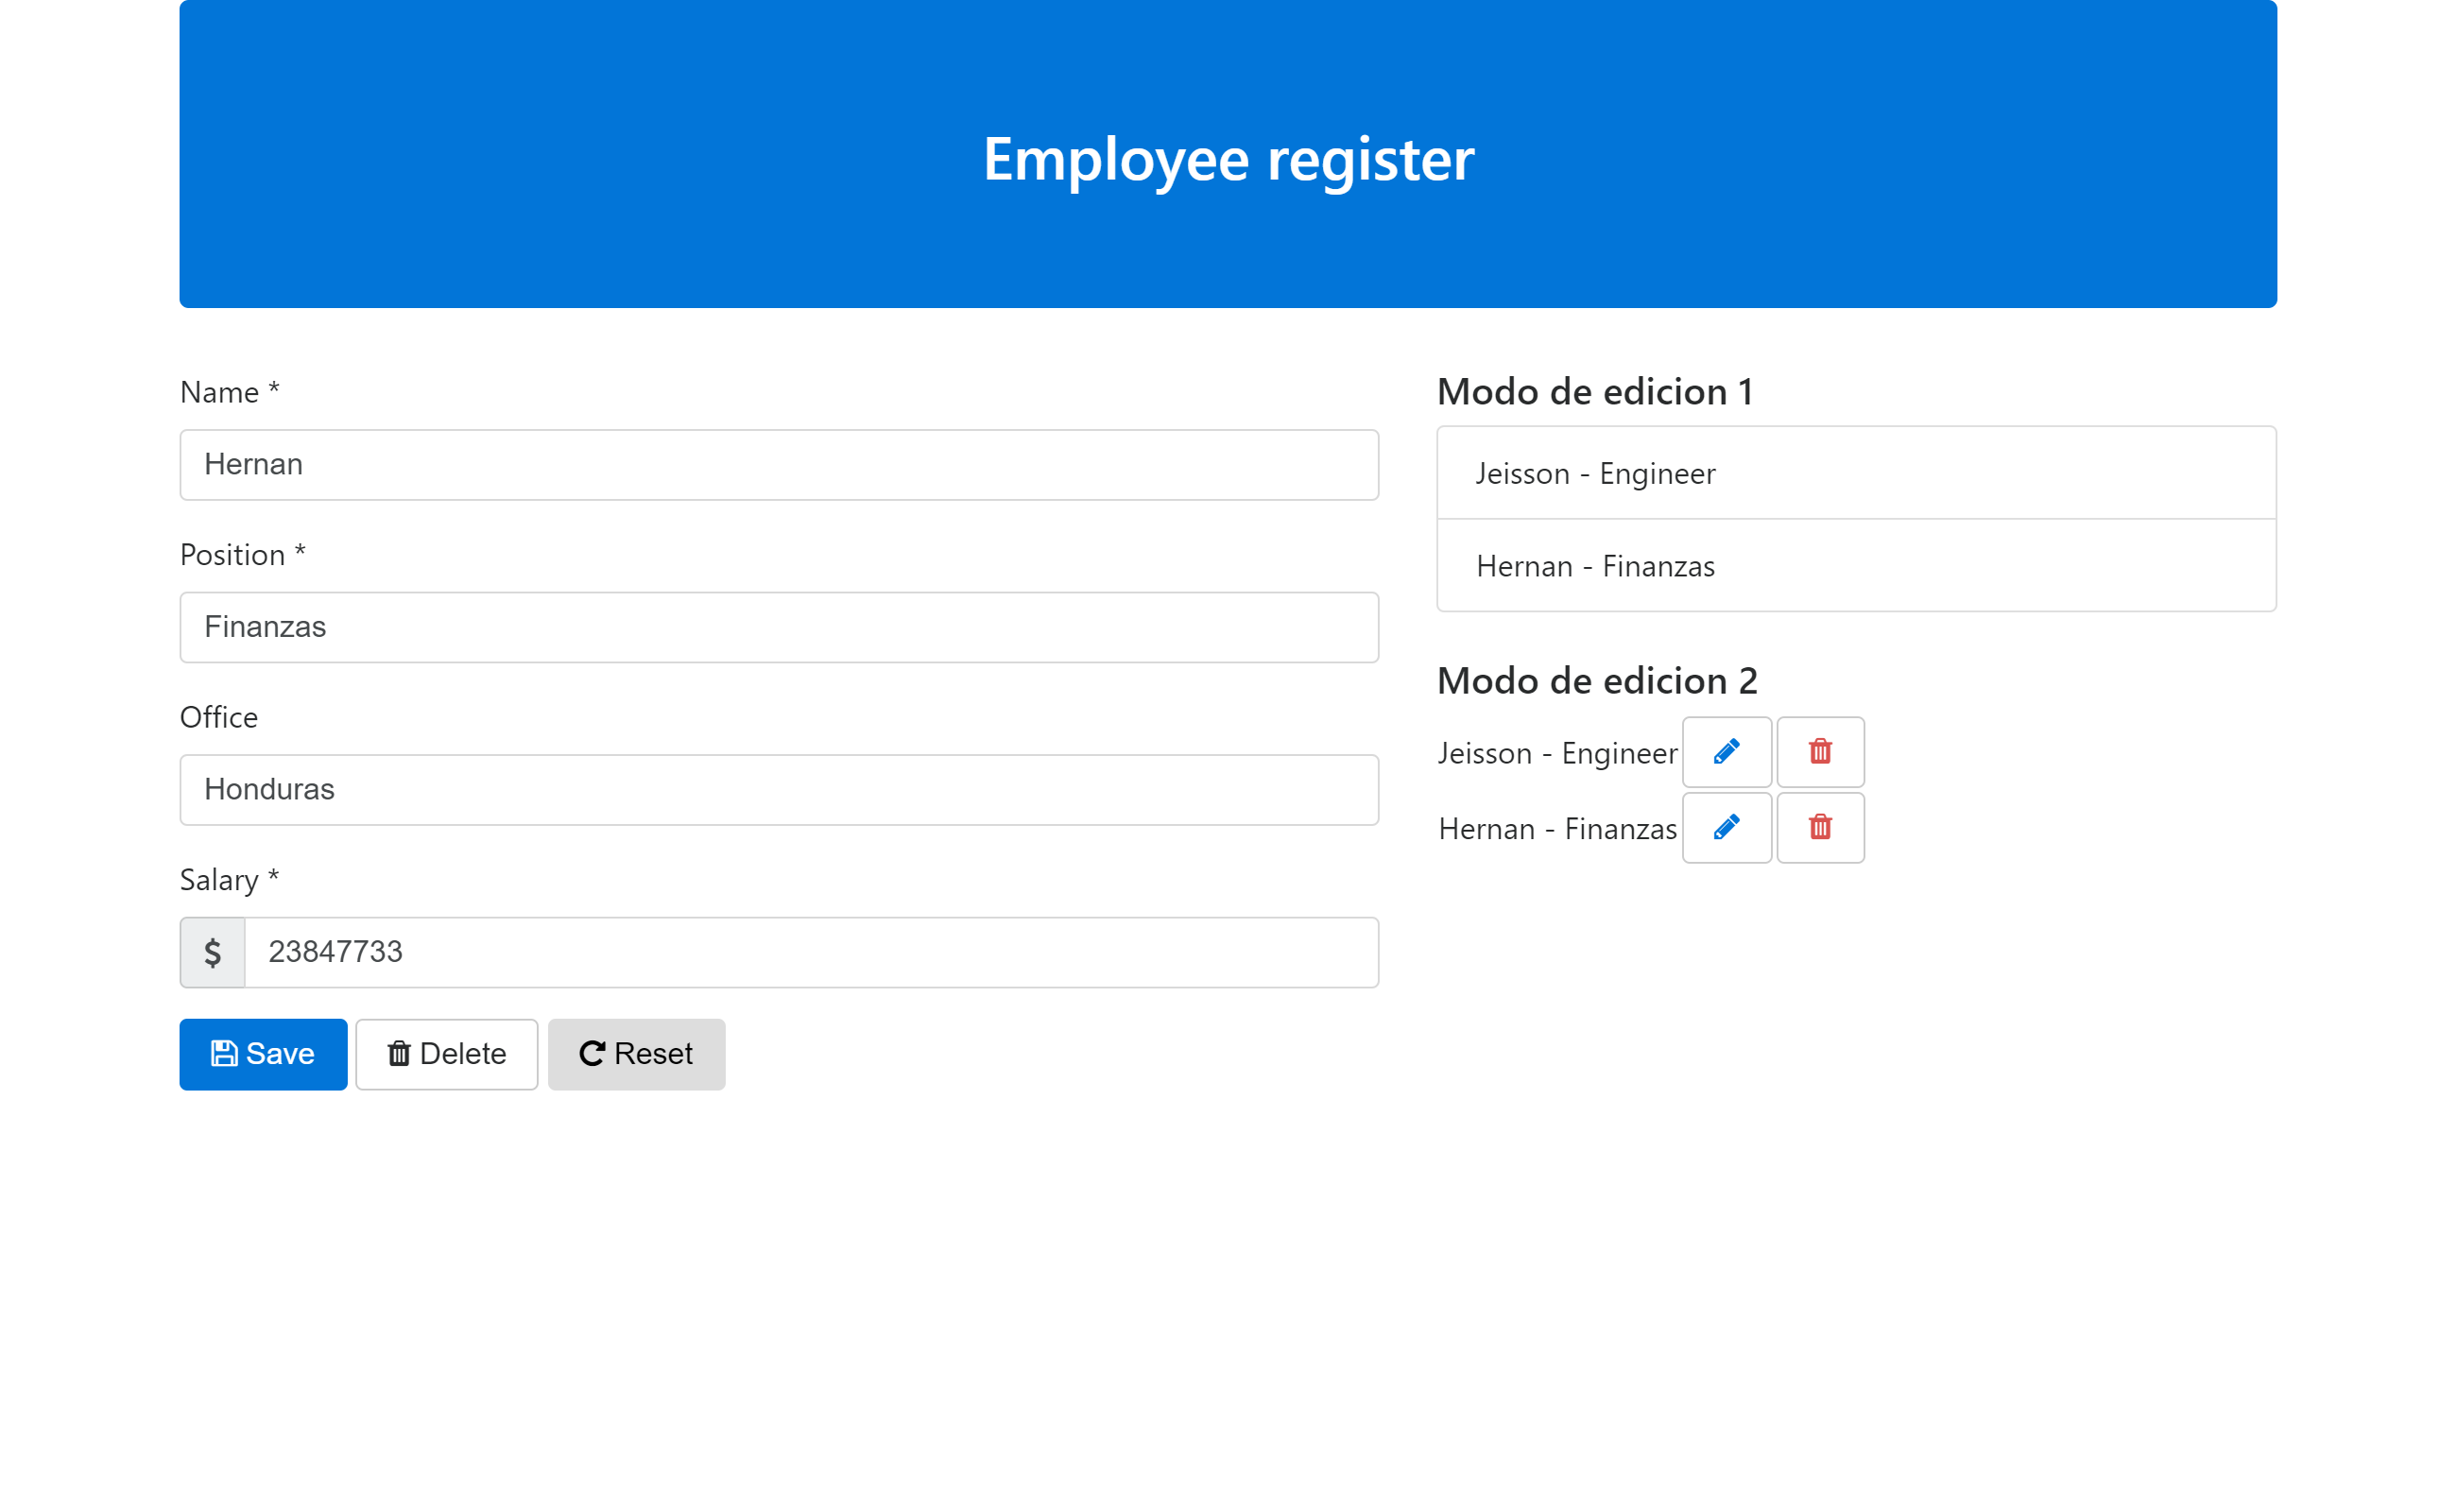 Employee register
Name *
Hernan
Position *
Finanzas
Office
Honduras
Salary *
$ 23847733
Save Delete Reset
Modo de edicion 1
Jeisson - Engineer
Hernan - Finanzas
Modo de edicion 2
Jeisson - Engineer
Hernan - Finanzas